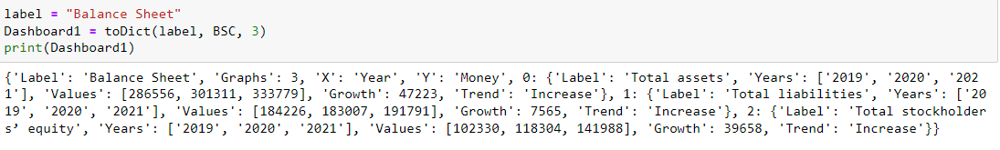 label = "Balance Sheet"
Dashboard1 = toDict(label, BSC, 3)
print(Dashboard1)
{'Label': 'Balance Sheet', 'Graphs': 3, 'X': 'Year', 'Y': 'Money', 0: {'Label': 'Total assets', 'Years': ['2019', '2020', '202
1'], 'Values': [286556, 301311, 333779], 'Growth': 47223, 'Trend': 'Increase'}, 1: {'Label': 'Total liabilities', 'Years': ['20
19', '2020', '2021'], 'Values': [184226, 183007, 191791], 'Growth': 7565, 'Trend': 'Increase'}, 2: {'Label': 'Total stockholder
s’ equity', 'Years': ['2019', '2020', '2021'], 'Values': [102330, 118304, 141988], 'Growth': 39658, 'Trend': 'Increase'}}